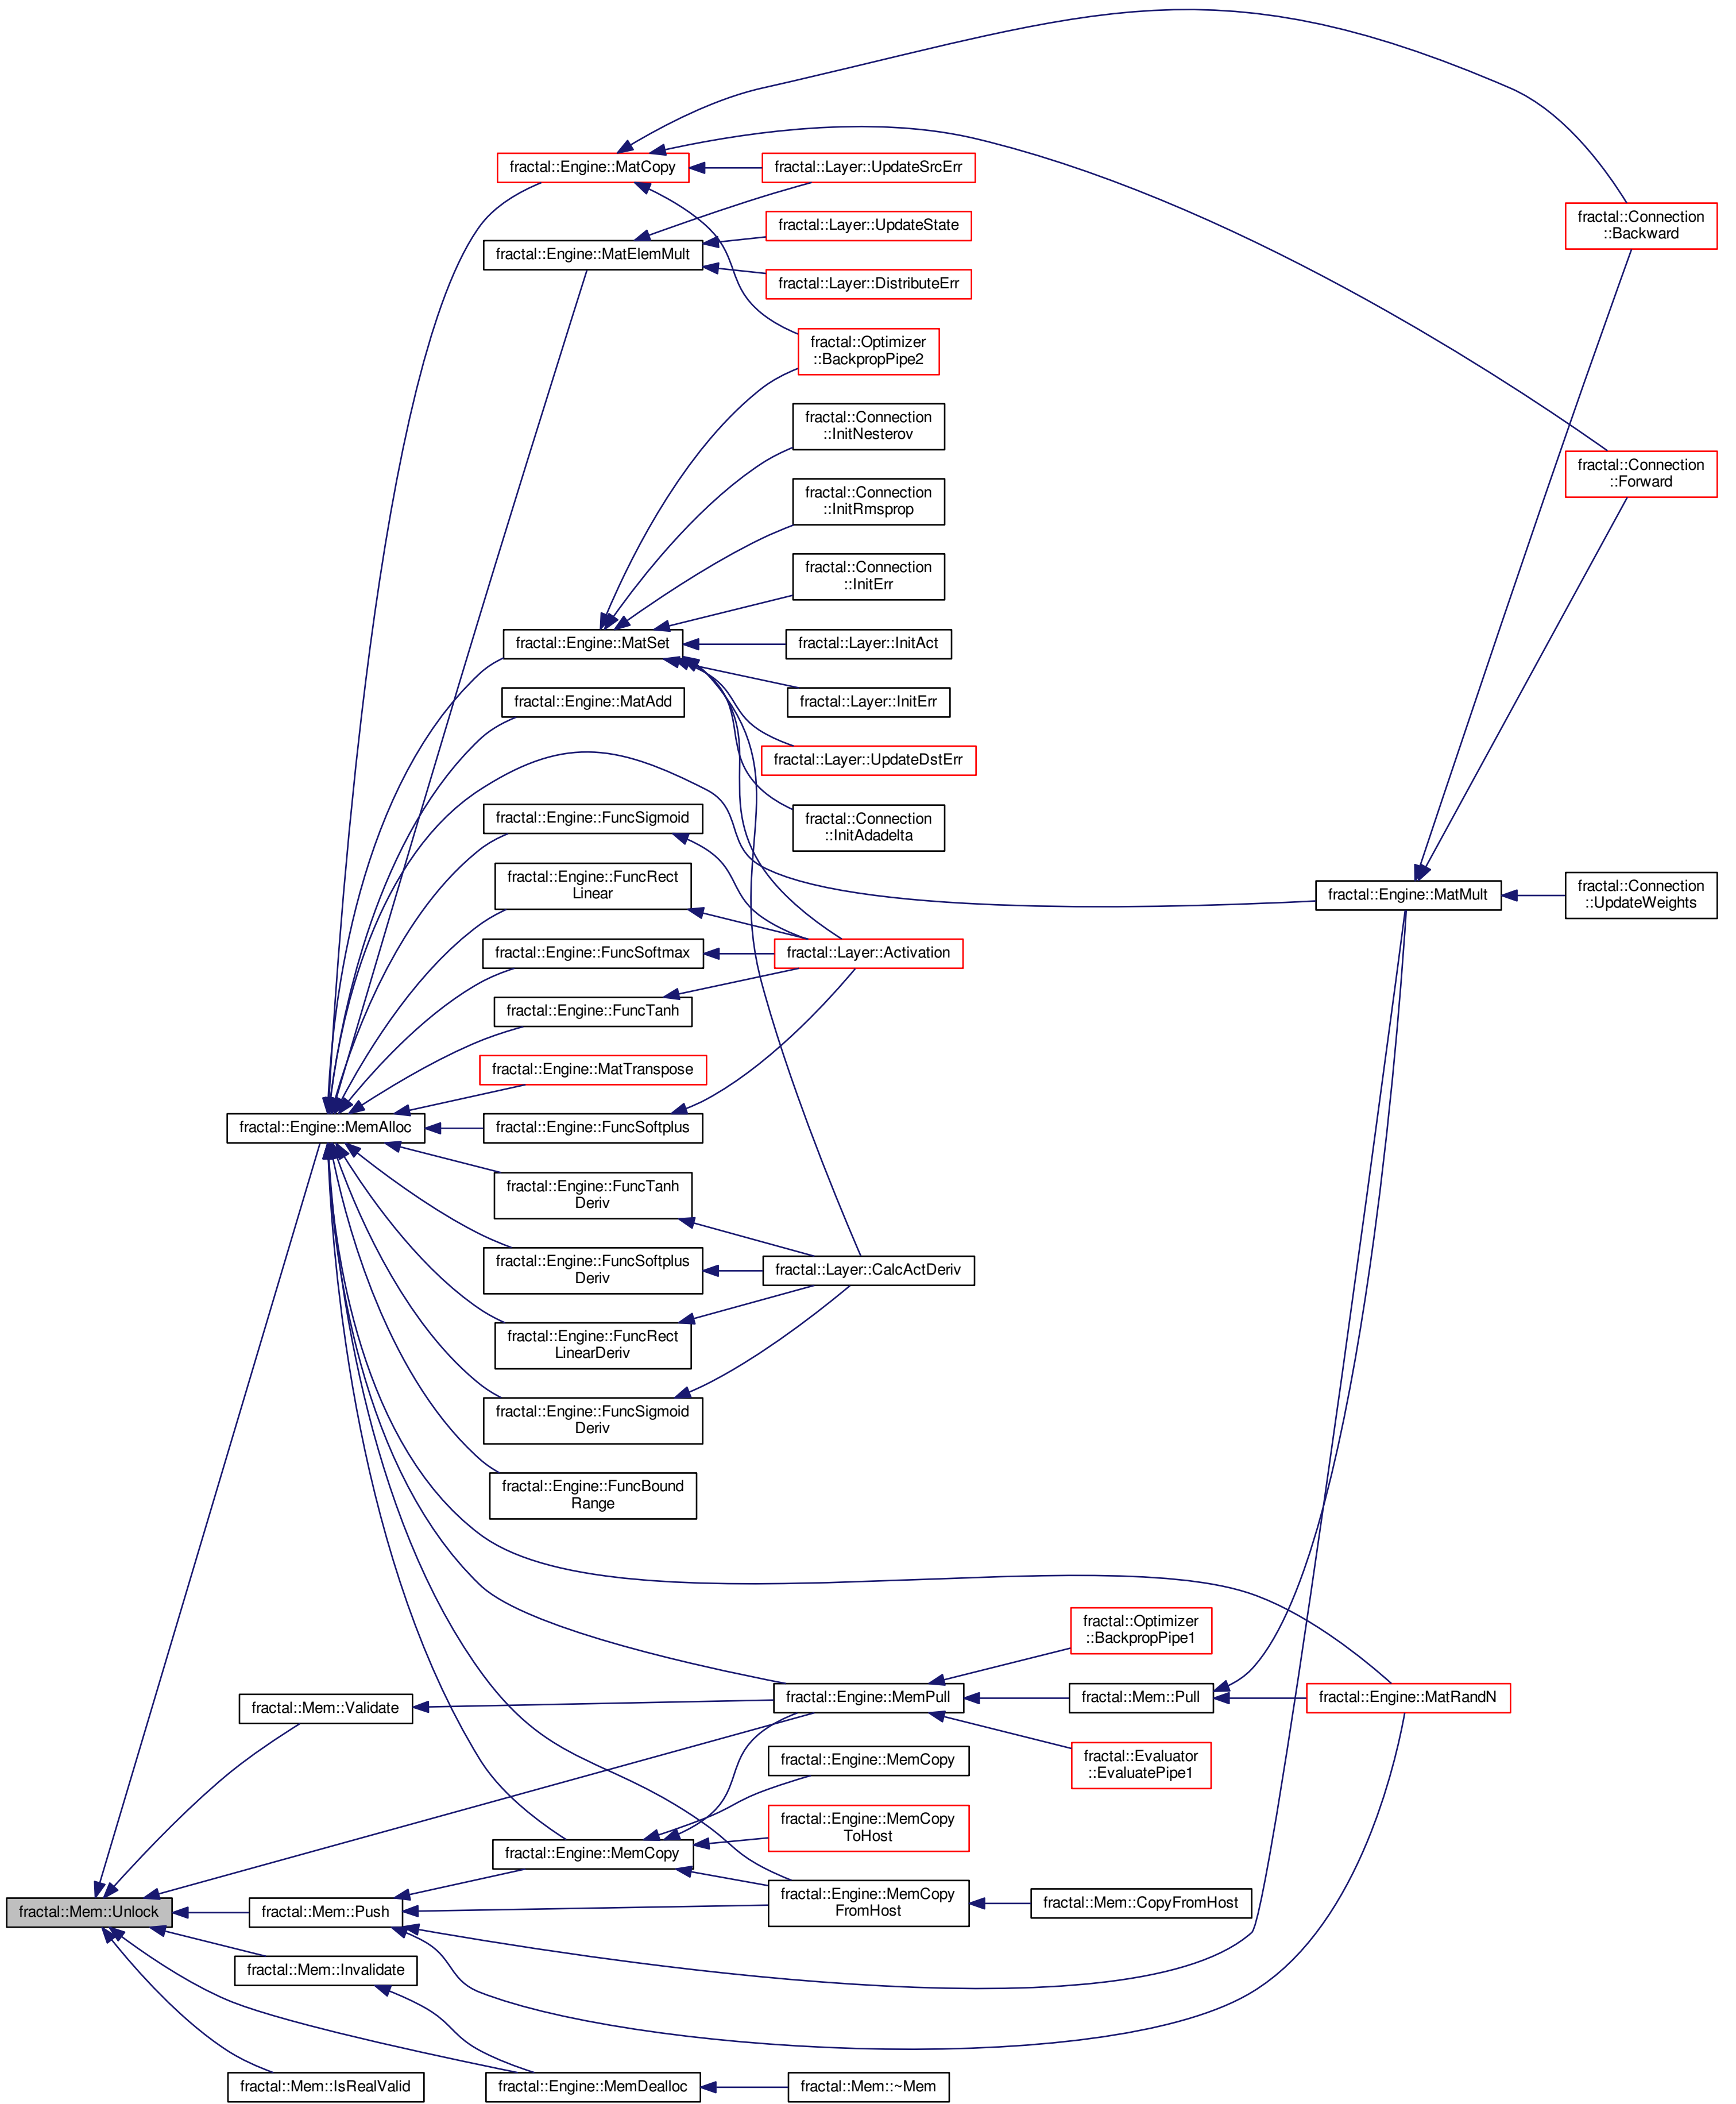 fractal::Engine::MatCopy
fractal::Layer::UpdateSrcErr
fractal::Layer::UpdateState
fractal::Connection
::Backward
fractal::Engine::MatElemMult
fractal::Layer::DistributeErr
fractal::Optimizer
::BackpropPipe2
fractal::Connection
::InitNesterov
fractal::Connection
::Forward
fractal::Connection
::InitRmsprop
fractal::Connection
::InitErr
fractal::Engine::MatSet
fractal::Layer::InitAct
fractal::Engine::MatAdd
fractal::Layer::InitErr
fractal::Layer::UpdateDstErr
fractal::Engine::FuncSigmoid
fractal::Connection
::InitAdadelta
fractal::Engine::FuncRect
Linear
fractal::Engine::MatMult
fractal::Connection
::UpdateWeights
fractal::Engine::FuncSoftmax
fractal::Layer::Activation
fractal::Engine::FuncTanh
fractal::Engine::MatTranspose
fractal::Engine::MemAlloc
fractal::Engine::FuncSoftplus
fractal::Engine::FuncTanh
Deriv
fractal::Engine::FuncSoftplus
Deriv
fractal::Layer::CalcActDeriv
fractal::Engine::FuncRect
LinearDeriv
fractal::Engine::FuncSigmoid
Deriv
fractal::Engine::FuncBound
Range
fractal::Optimizer
::BackpropPipe1
fractal::Mem::Validate
fractal::Engine::MemPull
fractal::Mem::Pull
fractal::Engine::MatRandN
fractal::Engine::MemCopy
fractal::Evaluator
::EvaluatePipe1
fractal::Engine::MemCopy
ToHost
fractal::Engine::MemCopy
fractal::Mem::Unlock
fractal::Mem::Push
fractal::Engine::MemCopy
FromHost
fractal::Mem::CopyFromHost
fractal::Mem::Invalidate
fractal::Mem::IsRealValid
fractal::Engine::MemDealloc
fractal::Mem::~Mem